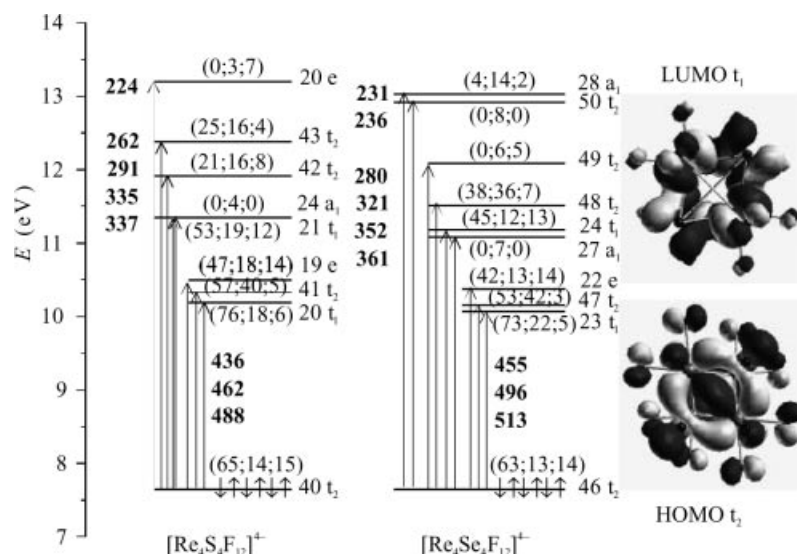 14
13
12
11
10
9
8
7
E (eV)
224
262
291
335
337
(0;3;7) 20 e
(25;16;4) 43 t₂
(21;16;8) 42 t₂
(0;4;0) 24 a₁
(53;19;12) 21 t₁
(47;18;14) 19 e
(57;40;5) 41 t₂
(76;18;6) 20 t₁
436
462
488
(65;14;15)
40 t₂
[Re₄S₄F₁₂]⁴⁻
231
236
280
321
352
361
(4;14;2) 28 a₁
(0;8;0) 50 t₂
(0;6;5) 49 t₂
(38;36;7) 48 t₂
(45;12;13) 24 t₁
(0;7;0) 27 a₁
(42;13;14) 22 e
(53;42;3) 47 t₂
(73;22;5) 23 t₁
455
496
513
(63;13;14)
46 t₂
[Re₄Se₄F₁₂]⁴⁻
LUMO t₁
HOMO t₂